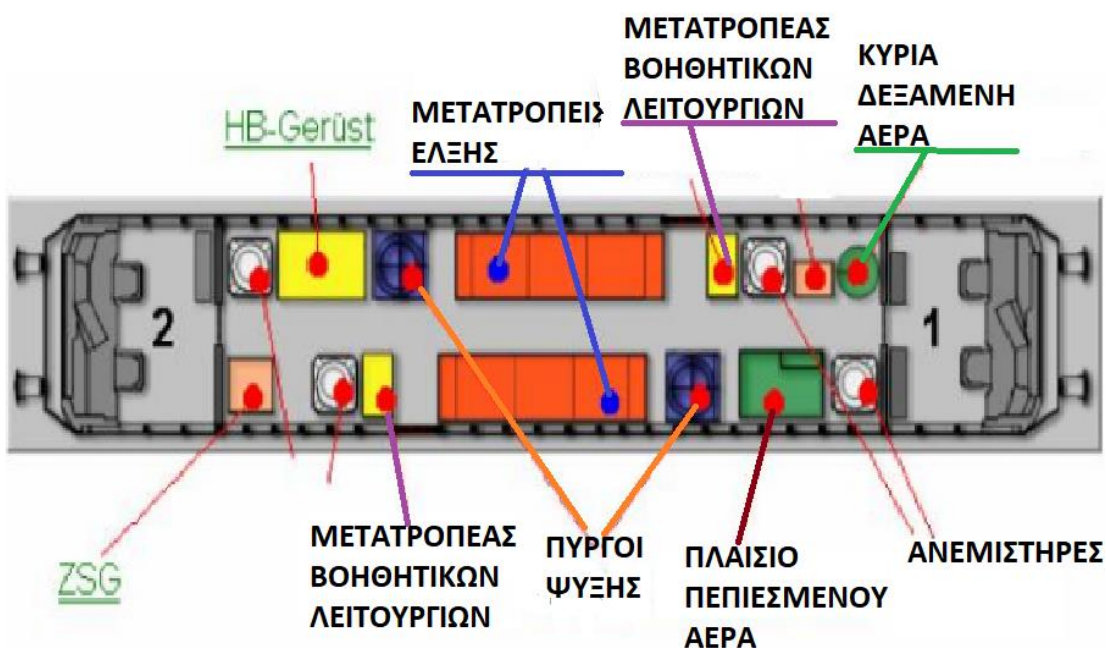 ΜΕΤΑΤΡΟΠΕΑΣ
ΒΟΗΘΗΤΙΚΩΝ
ΛΕΙΤΟΥΡΓΙΩΝ
ΚΥΡΙΑ
ΔΕΞΑΜΕΝΗ
ΑΕΡΑ
ΜΕΤΑΤΡΟΠΕΙΣ
ΕΛΞΗΣ
HB-Gerüst
2
1
ZSG
ΜΕΤΑΤΡΟΠΕΑΣ
ΒΟΗΘΗΤΙΚΩΝ
ΛΕΙΤΟΥΡΓΙΩΝ
ΠΥΡΓΟΙ
ΨΥΞΗΣ
ΠΛΑΙΣΙΟ
ΠΕΠΙΕΣΜΕΝΟΥ
ΑΕΡΑ
ΑΝΕΜΙΣΤΗΡΕΣ